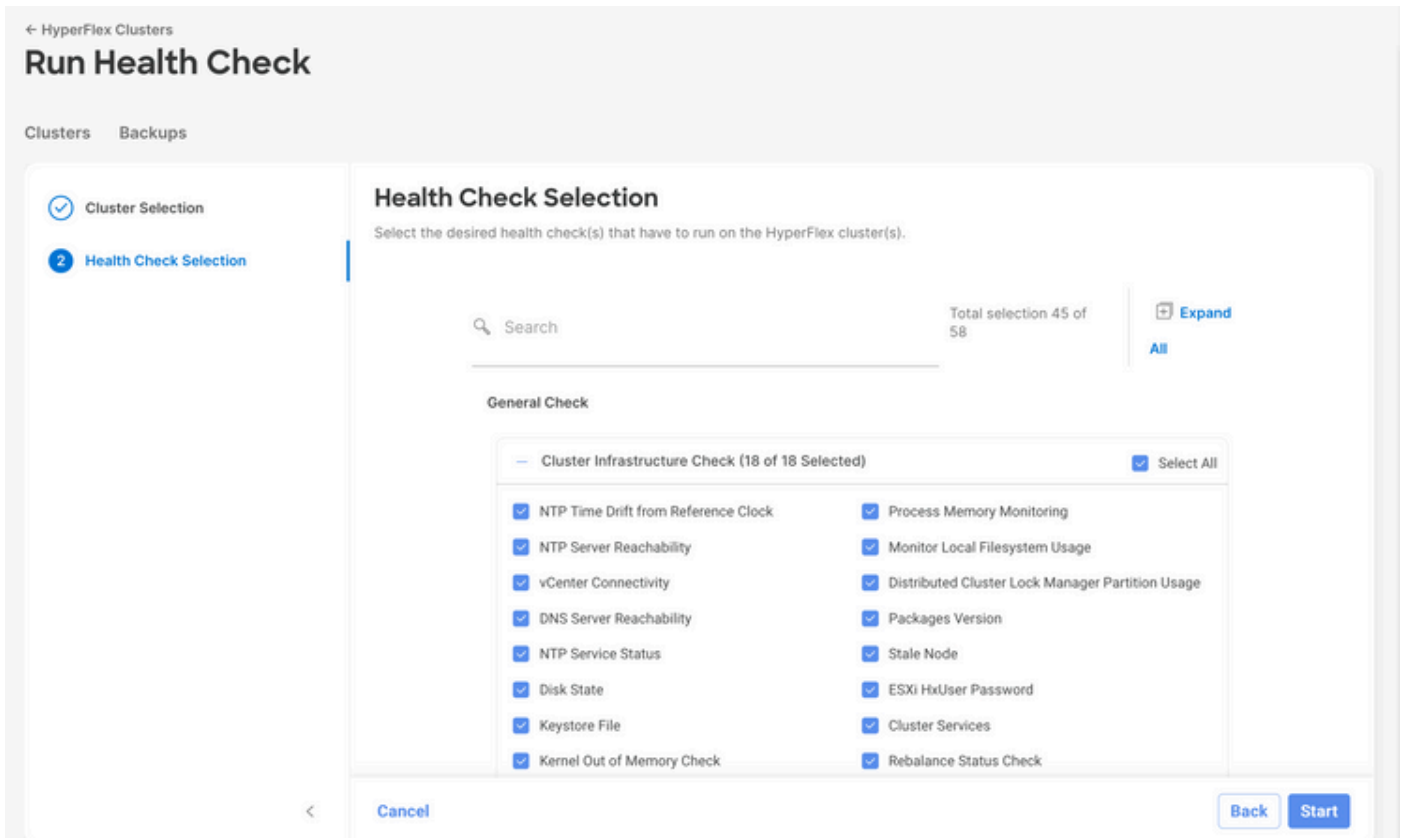 ← HyperFlex Clusters
Run Health Check
Clusters Backups
Cluster Selection
2 Health Check Selection
Health Check Selection
Select the desired health check(s) that have to run on the HyperFlex cluster(s).
Search
Total selection 45 of
58
Expand
All
General Check
Cluster Infrastructure Check (18 of 18 Selected)
Select All
NTP Time Drift from Reference Clock
Process Memory Monitoring
NTP Server Reachability
Monitor Local Filesystem Usage
vCenter Connectivity
Distributed Cluster Lock Manager Partition Usage
DNS Server Reachability
Packages Version
NTP Service Status
Stale Node
Disk State
ESXi HxUser Password
Keystore File
Cluster Services
Kernel Out of Memory Check
Rebalance Status Check
Cancel
Back
Start